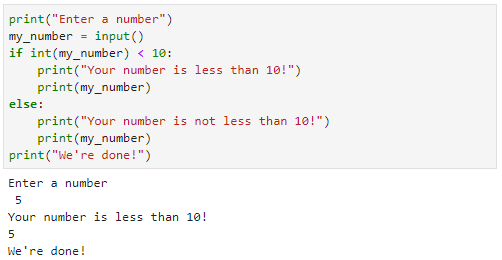 print("Enter a number")
my_number = input()
if int(my_number) < 10:
    print("Your number is less than 10!")
    print(my_number)
else:
    print("Your number is not less than 10!")
    print(my_number)
print("We're done!")
Enter a number
 5
Your number is less than 10!
5
We're done!